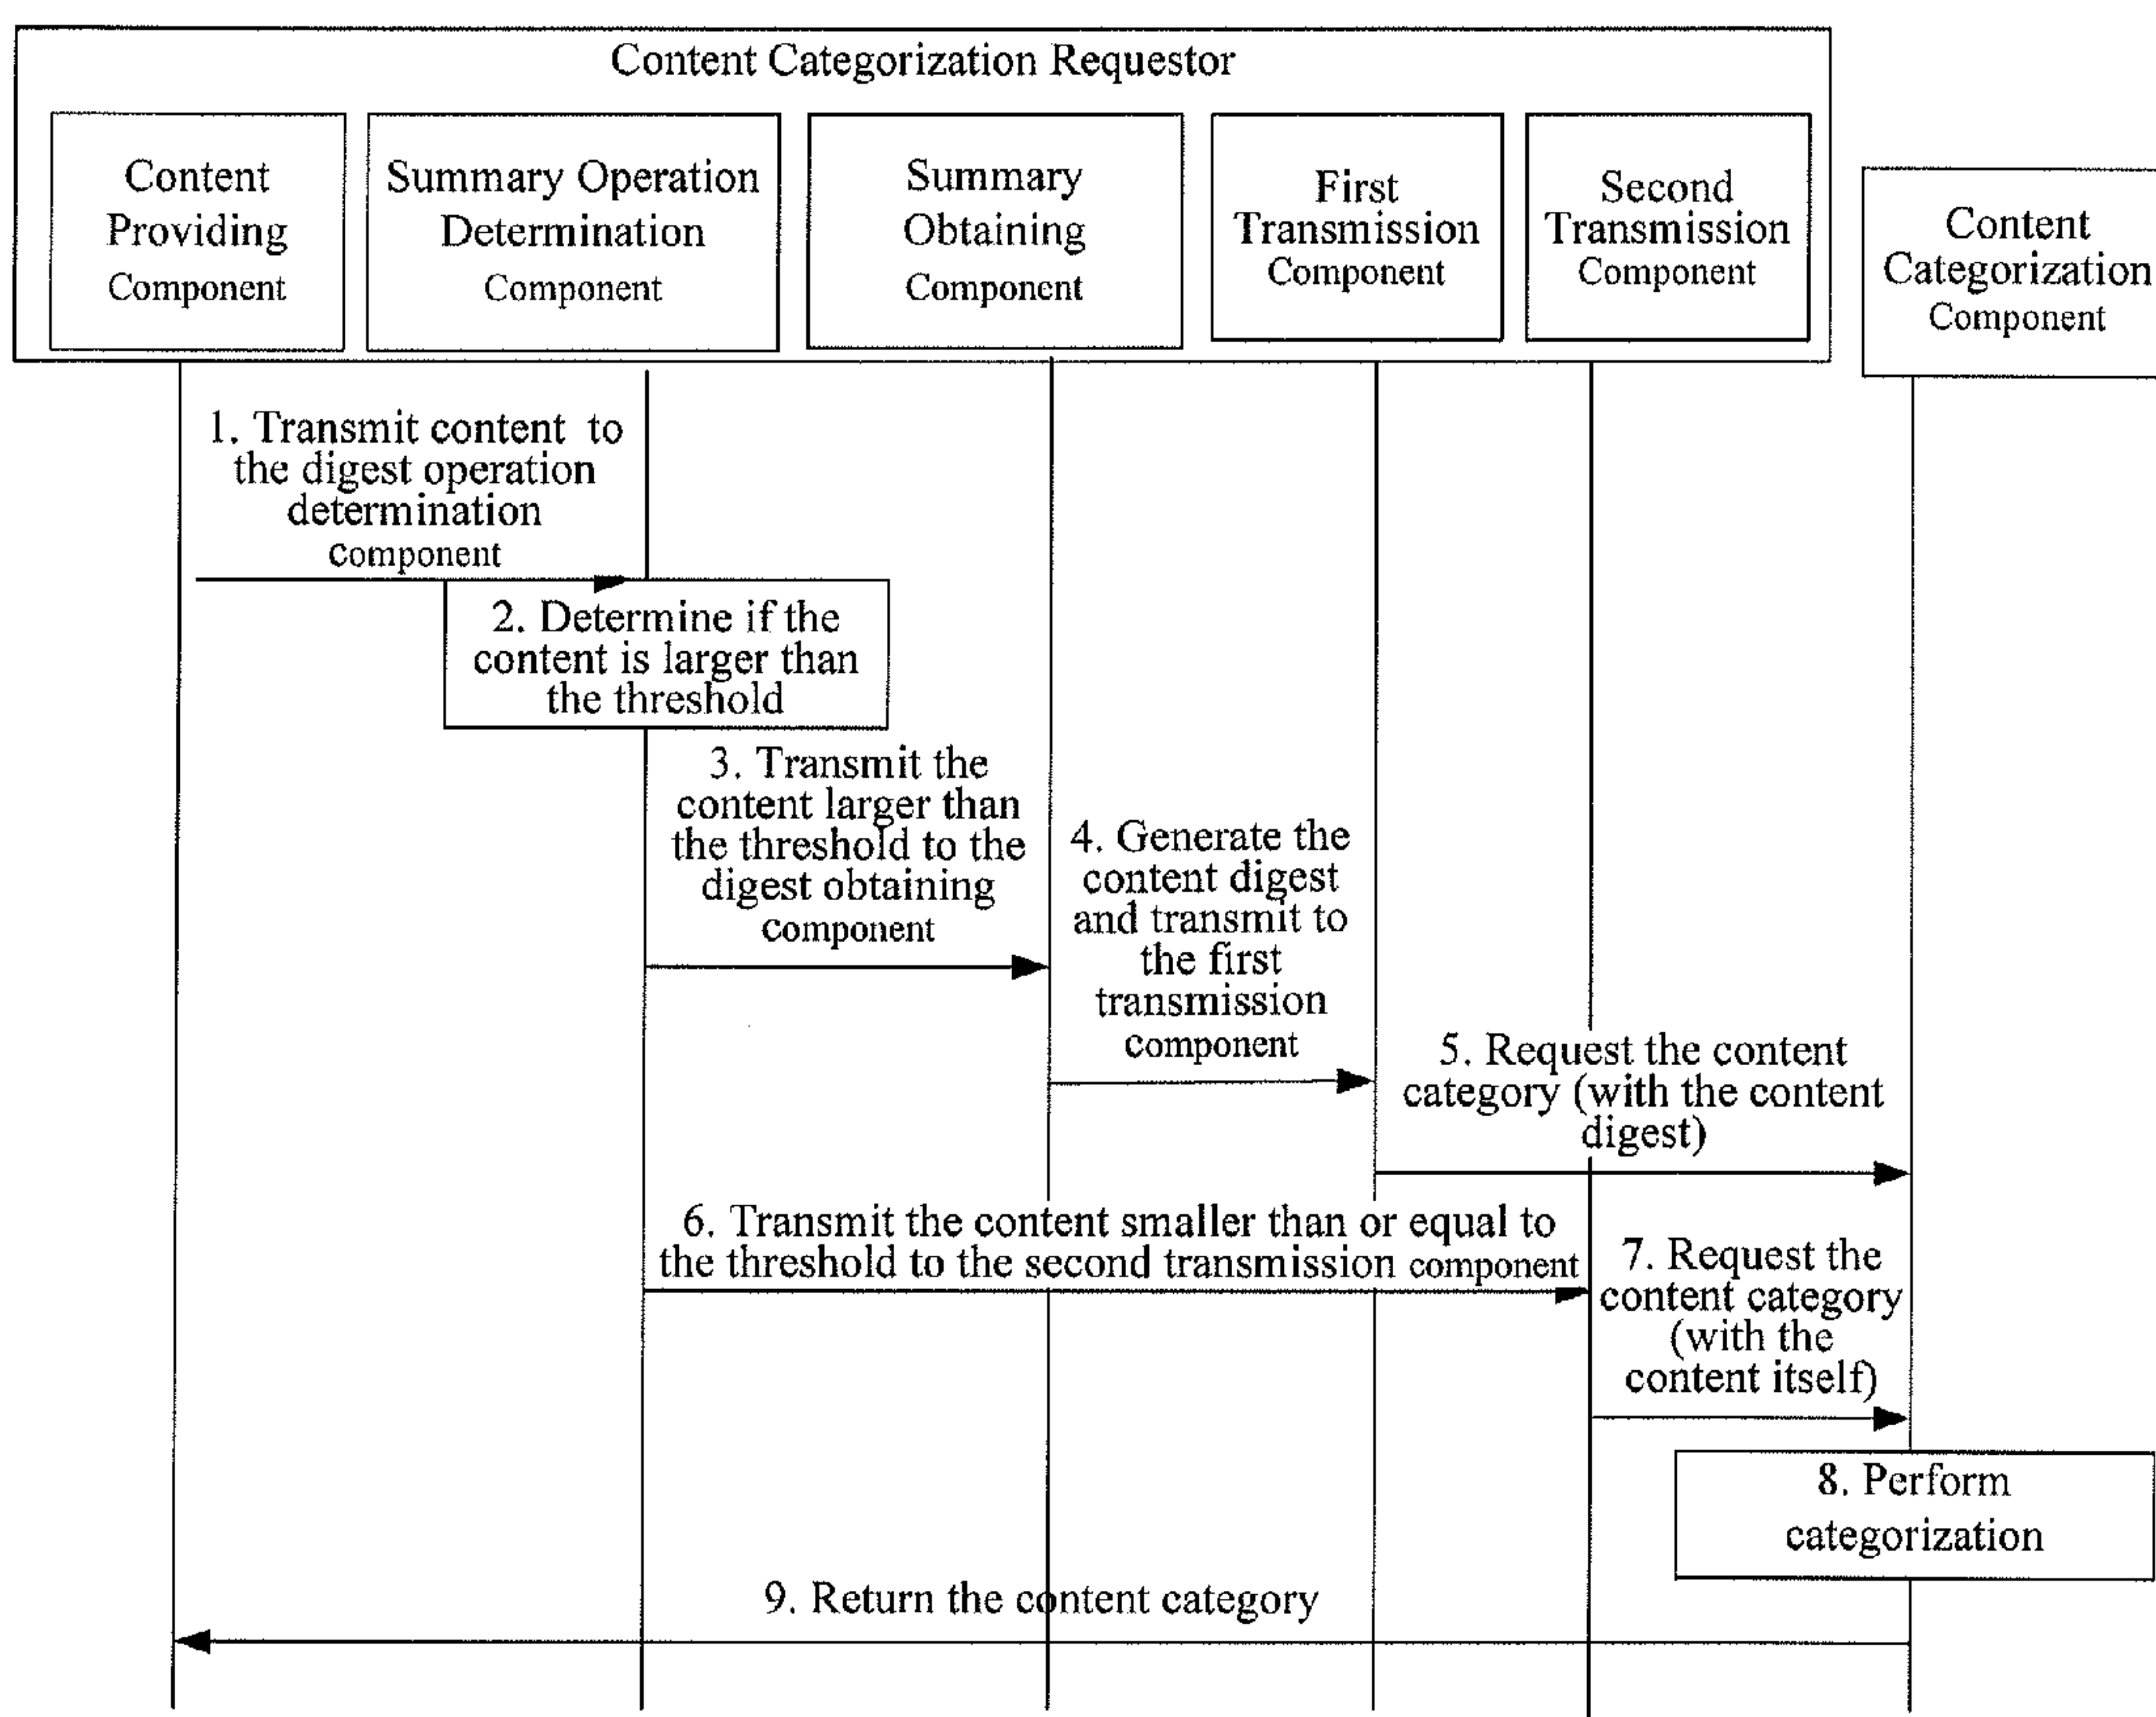 Content Categorization Requestor
Content
Providing
Component
Summary Operation
Determination
Component
Summary
Obtaining
Component
First
Transmission
Component
Second
Transmission
Component
Content
Categorization
Component
1. Transmit content to
the digest operation
determination
component
2. Determine if the
content is larger than
the threshold
3. Transmit the
content larger than
the threshold to the
digest obtaining
component
4. Generate the
content digest
and transmit to
the first
transmission
component
5. Request the content
category (with the content
digest)
6. Transmit the content smaller than or equal to
the threshold to the second transmission component
7. Request the
content category
(with the
content itself)
8. Perform
categorization
9. Return the content category